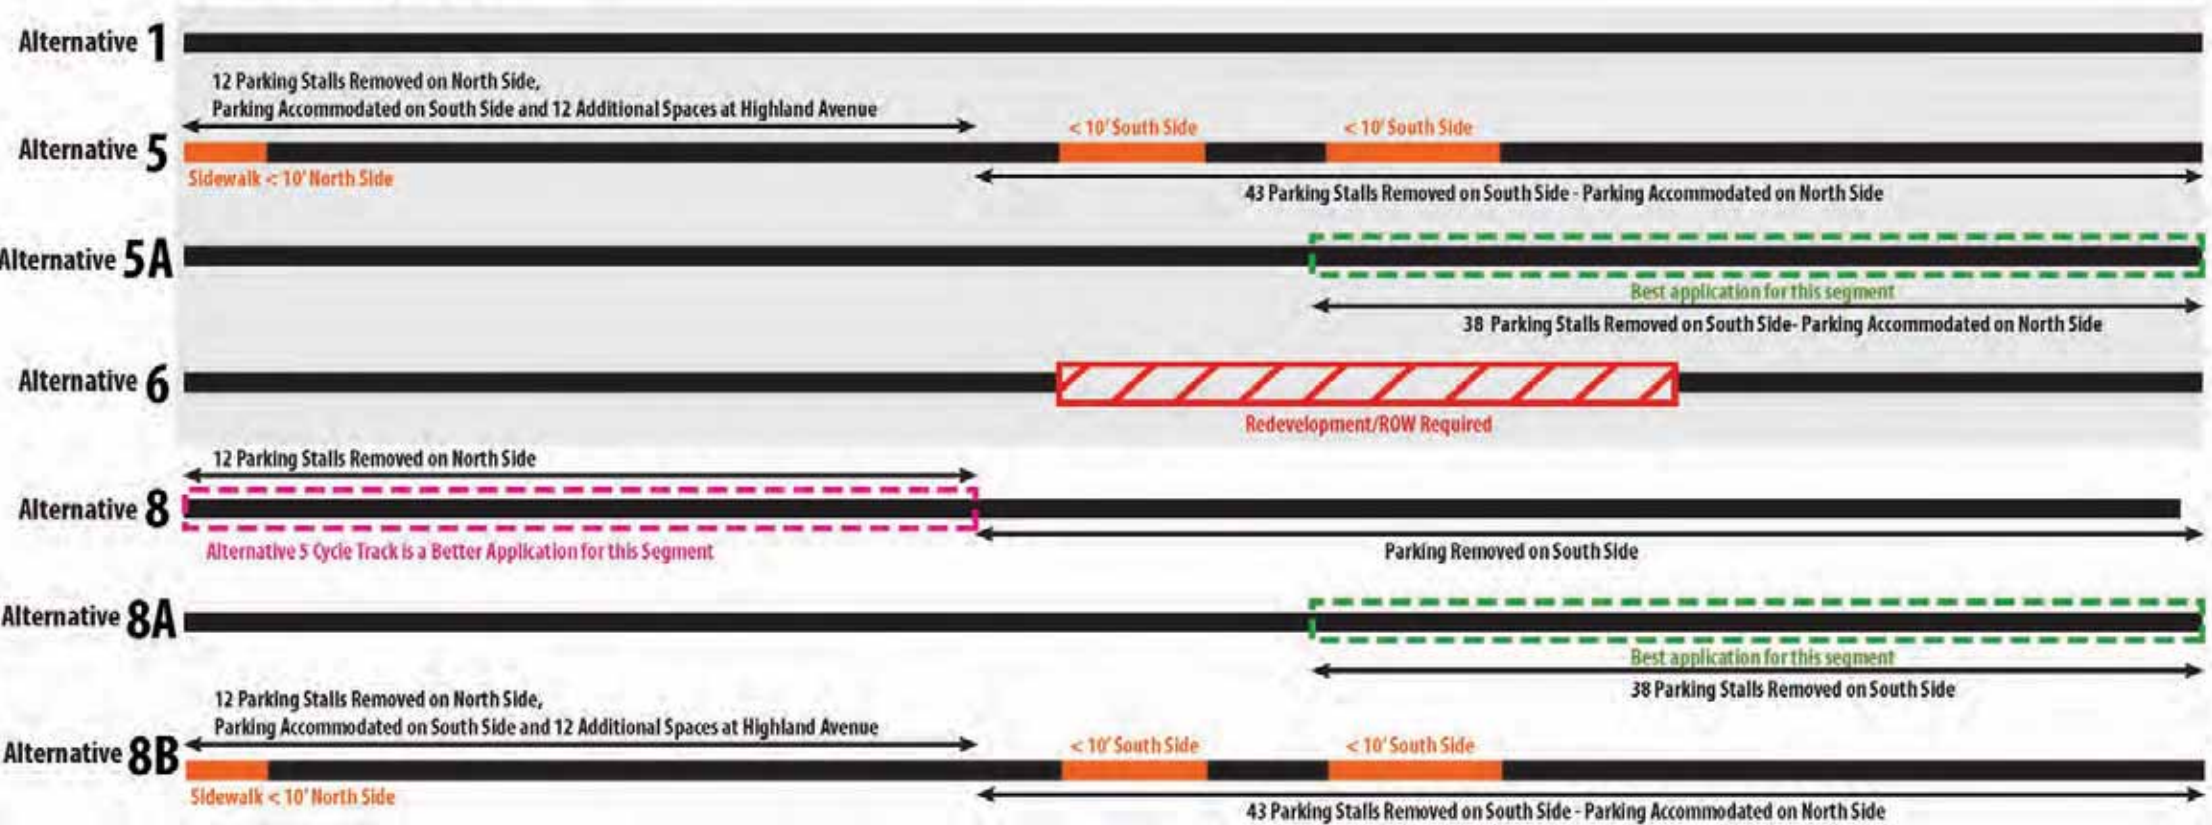 Alternative 1
12 Parking Stalls Removed on North Side,
Parking Accommodated on South Side and 12 Additional Spaces at Highland Avenue
Alternative 5
< 10' South Side
< 10' South Side
Sidewalk < 10' North Side
43 Parking Stalls Removed on South Side - Parking Accommodated on North Side
Alternative 5A
Best application for this segment
38 Parking Stalls Removed on South Side- Parking Accommodated on North Side
Alternative 6
Redevelopment/ROW Required
12 Parking Stalls Removed on North Side
Alternative 8
Alternative 5 Cycle Track is a Better Application for this Segment
Parking Removed on South Side
Alternative 8A
Best application for this segment
38 Parking Stalls Removed on South Side
12 Parking Stalls Removed on North Side,
Parking Accommodated on South Side and 12 Additional Spaces at Highland Avenue
Alternative 8B
< 10' South Side
< 10' South Side
Sidewalk < 10' North Side
43 Parking Stalls Removed on South Side - Parking Accommodated on North Side